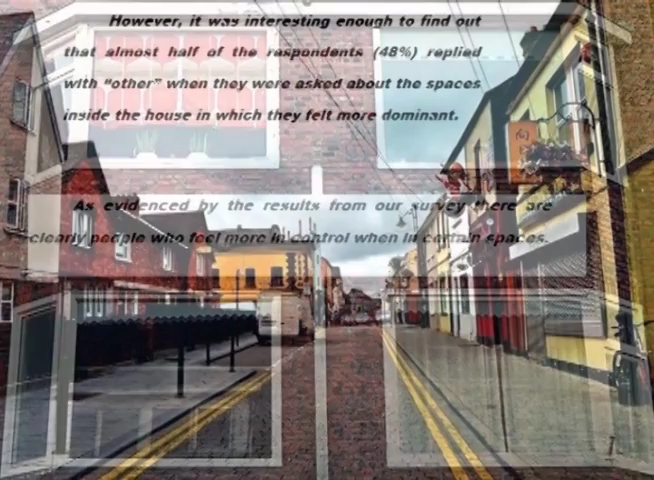 However, it was interesting enough to find out
that almost half of the respondents (48%) replied
with “other” when they were asked about the spaces
inside the house in which they felt more dominant.
As evidenced by the results from our survey there are
clearly people who feel more in control when in certain spaces.